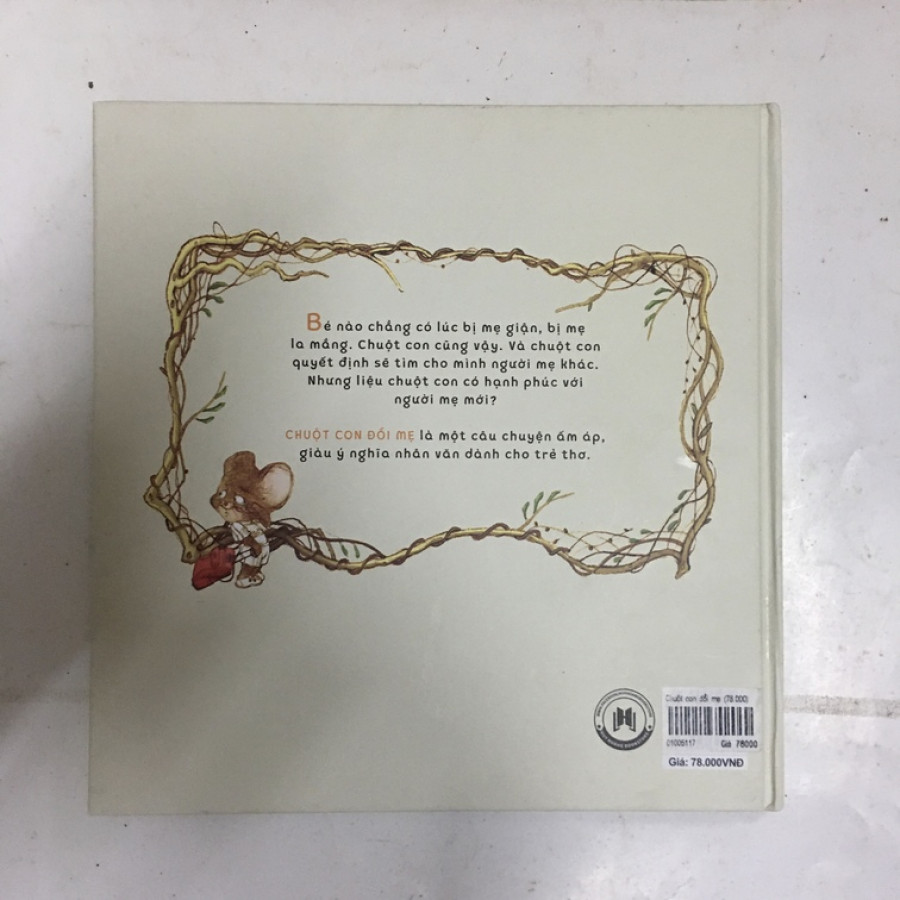 Bé nào chẳng có lúc bị mẹ giận, bị mẹ
la mắng. Chuột con cũng vậy. Và chuột con
quyết định sẽ tìm cho mình người mẹ khác.
Nhưng liệu chuột con có hạnh phúc với
người mẹ mới?
CHUỘT CON ĐỔI MẸ là một câu chuyện ấm áp,
giàu ý nghĩa nhân văn dành cho trẻ thơ.
Chuột con đổi mẹ (78.000)
Giá 78000
Giá: 78.000VNĐ